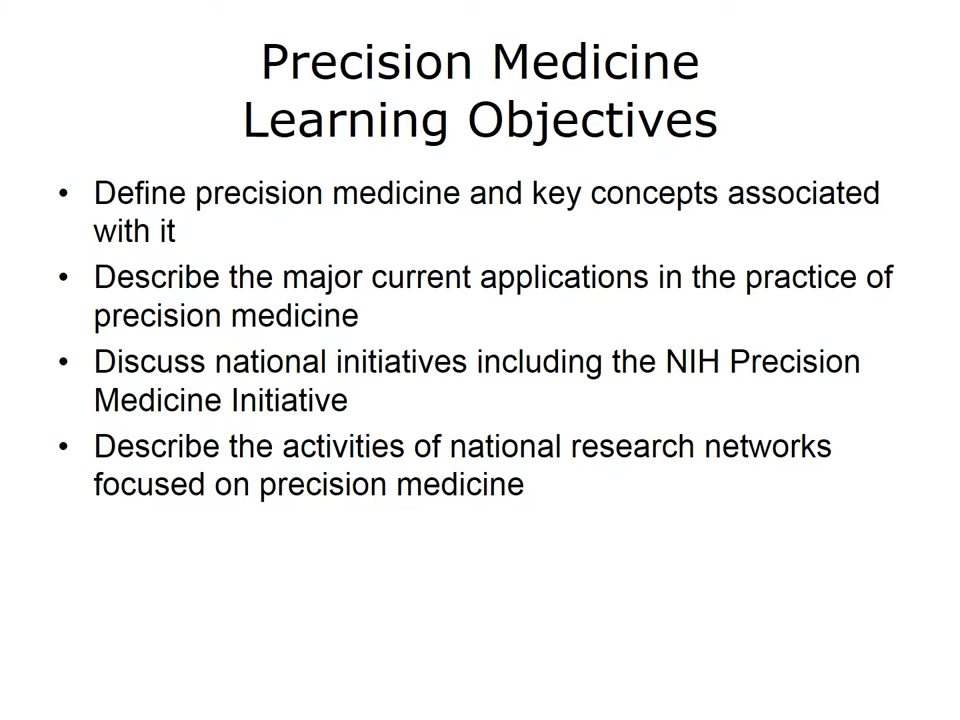 Precision Medicine
Learning Objectives
• Define precision medicine and key concepts associated
with it
• Describe the major current applications in the practice of
precision medicine
• Discuss national initiatives including the NIH Precision
Medicine Initiative
• Describe the activities of national research networks
focused on precision medicine